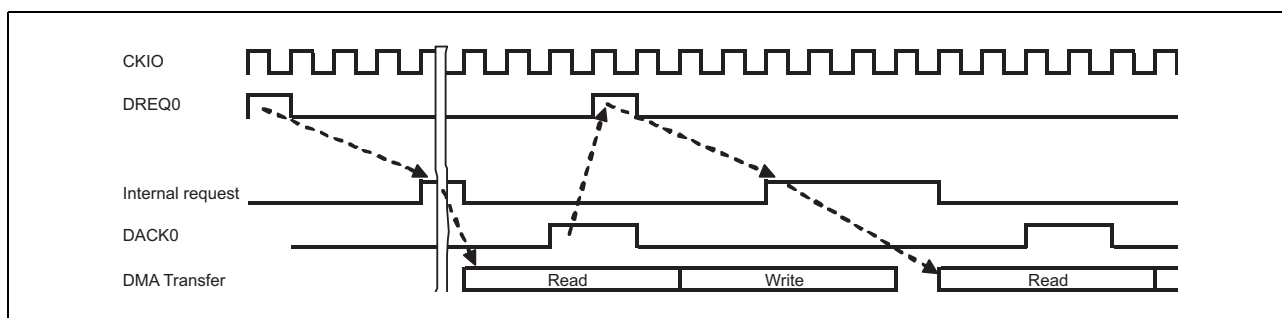 CKIO
DREQ0
Internal request
DACK0
DMA Transfer Read Write Read